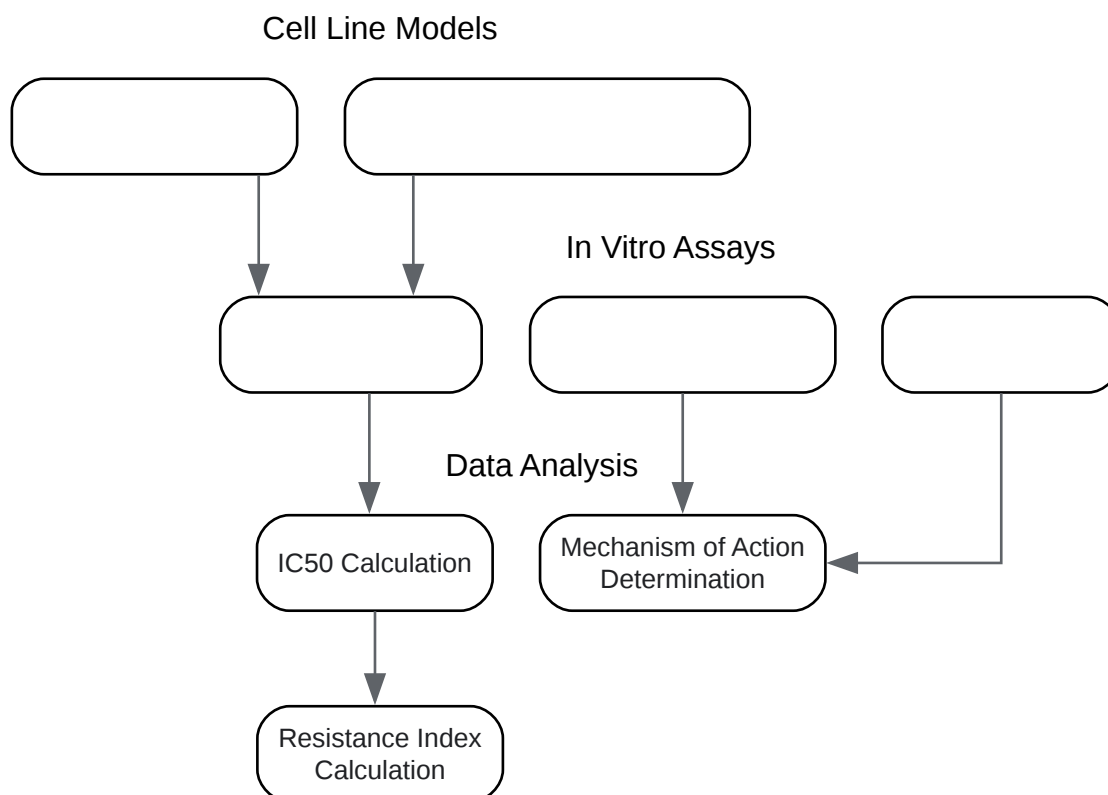 Cell Line Models
In Vitro Assays
Data Analysis
IC50 Calculation
Mechanism of Action
Determination
Resistance Index
Calculation